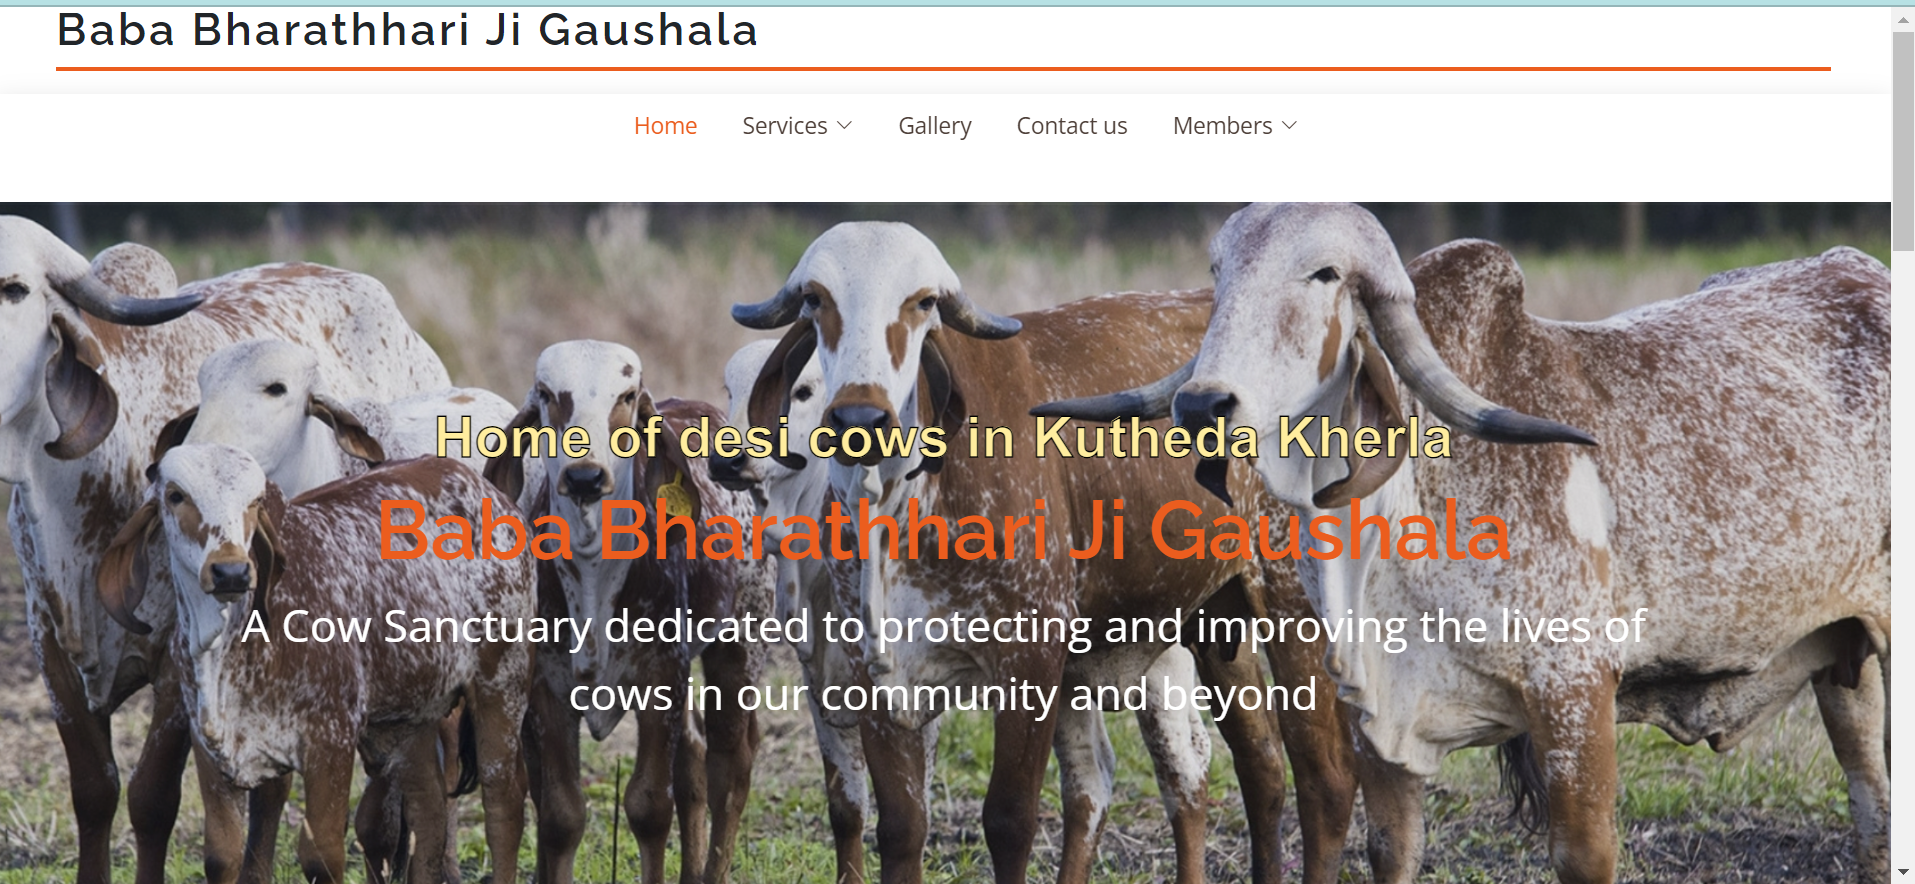 Baba Bharathhari Ji Gaushala
Home Services Gallery Contact us Members
Home of desi cows in Kutheda Kherla
Baba Bharathhari Ji Gaushala
A Cow Sanctuary dedicated to protecting and improving the lives of
cows in our community and beyond